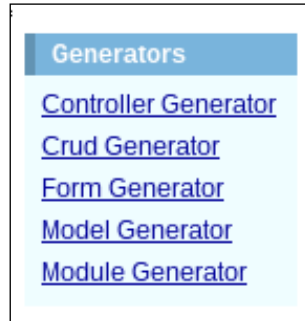 Generators
Controller Generator
Crud Generator
Form Generator
Model Generator
Module Generator